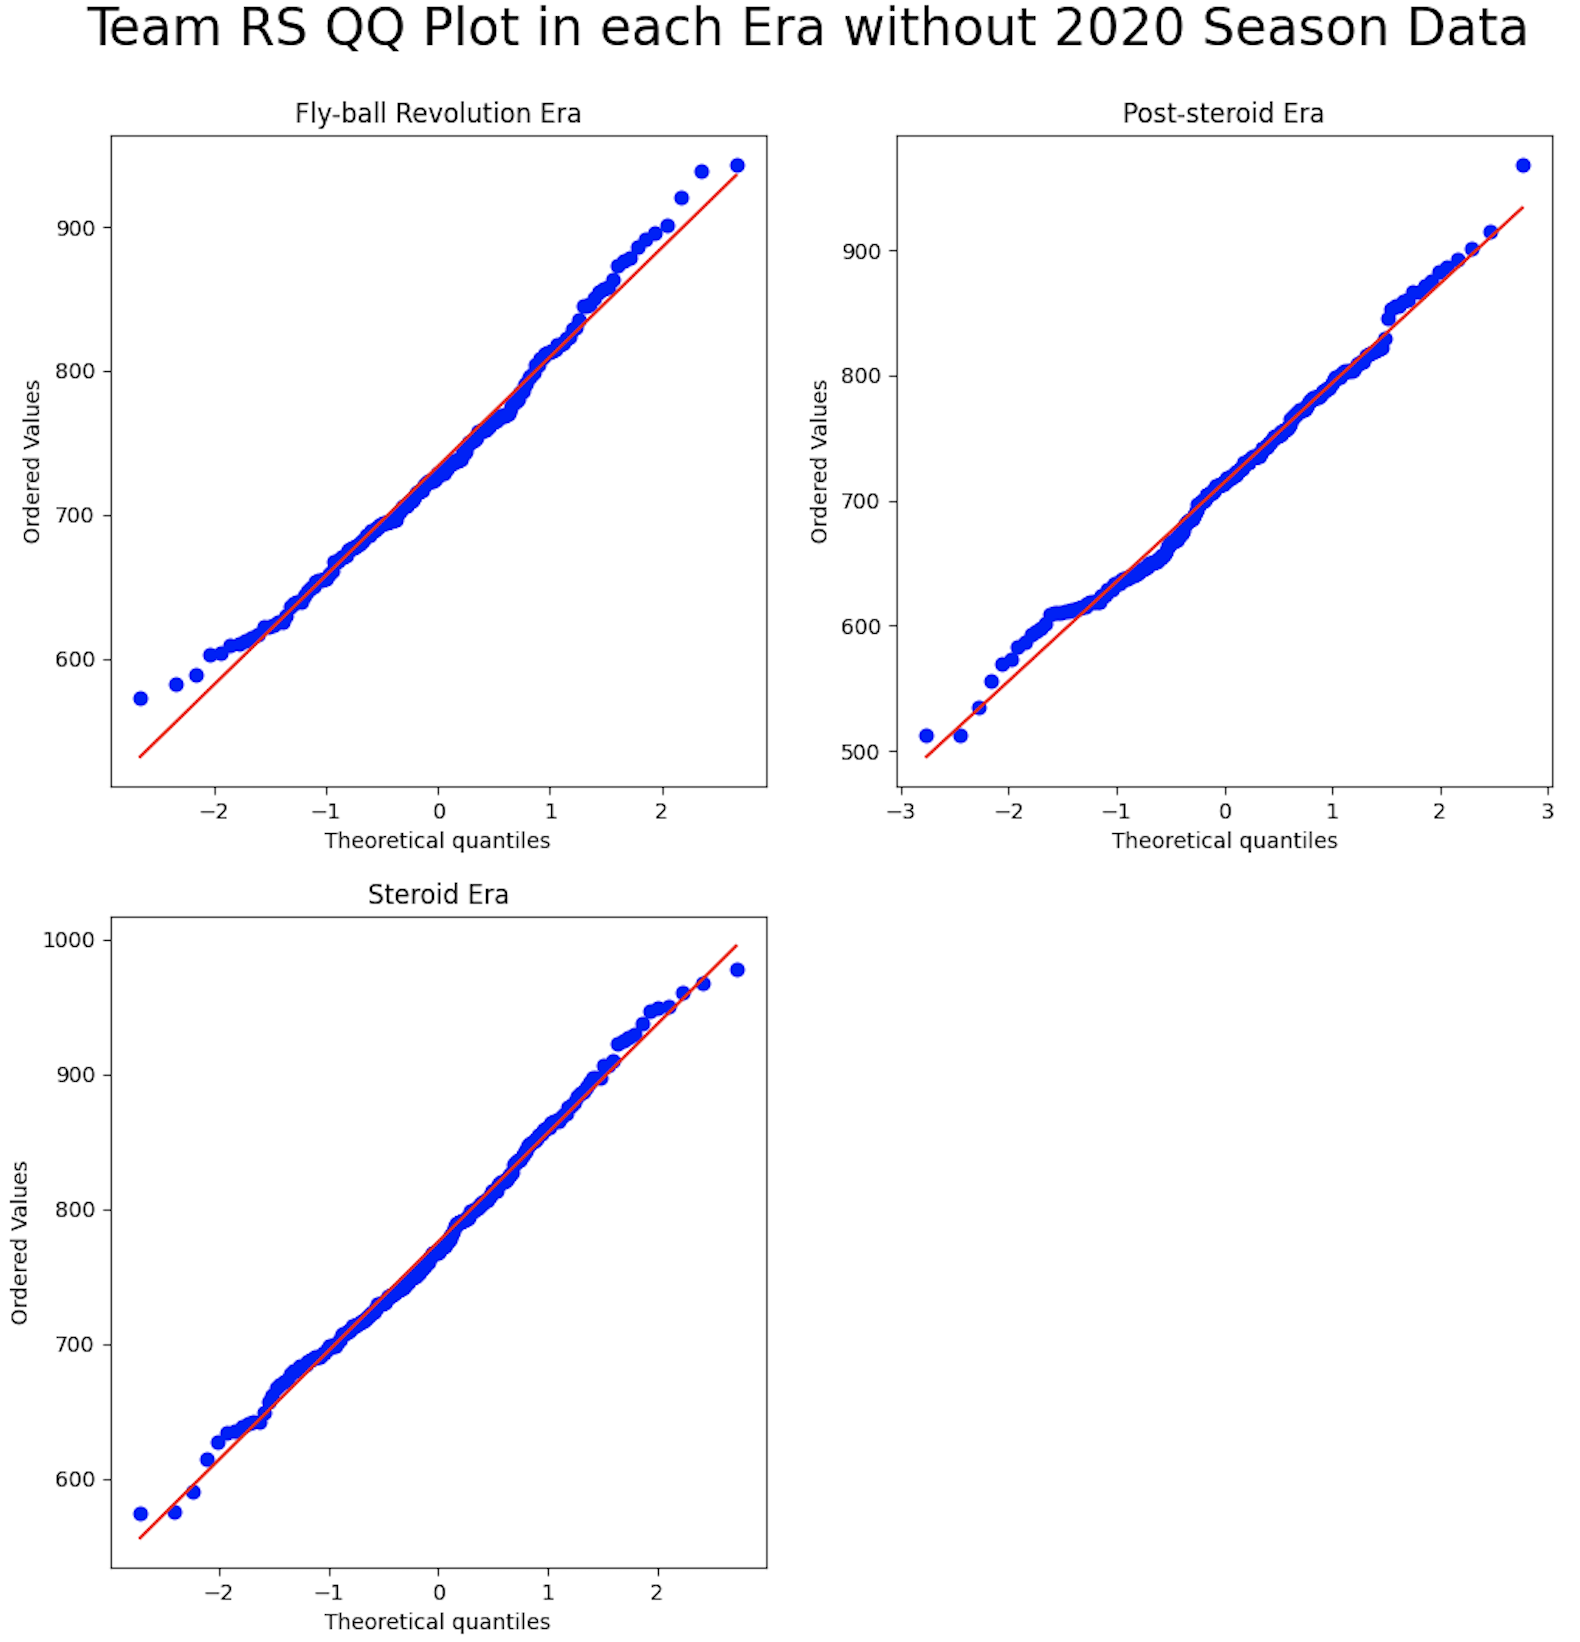 Team RS QQ Plot in each Era without 2020 Season Data
Fly-ball Revolution Era
900
800
700
600
Ordered Values
−2 −1 0 1 2
Theoretical quantiles
Post-steroid Era
900
800
700
600
500
Ordered Values
−3 −2 −1 0 1 2 3
Theoretical quantiles
Steroid Era
1000
900
800
700
600
Ordered Values
−2 −1 0 1 2
Theoretical quantiles